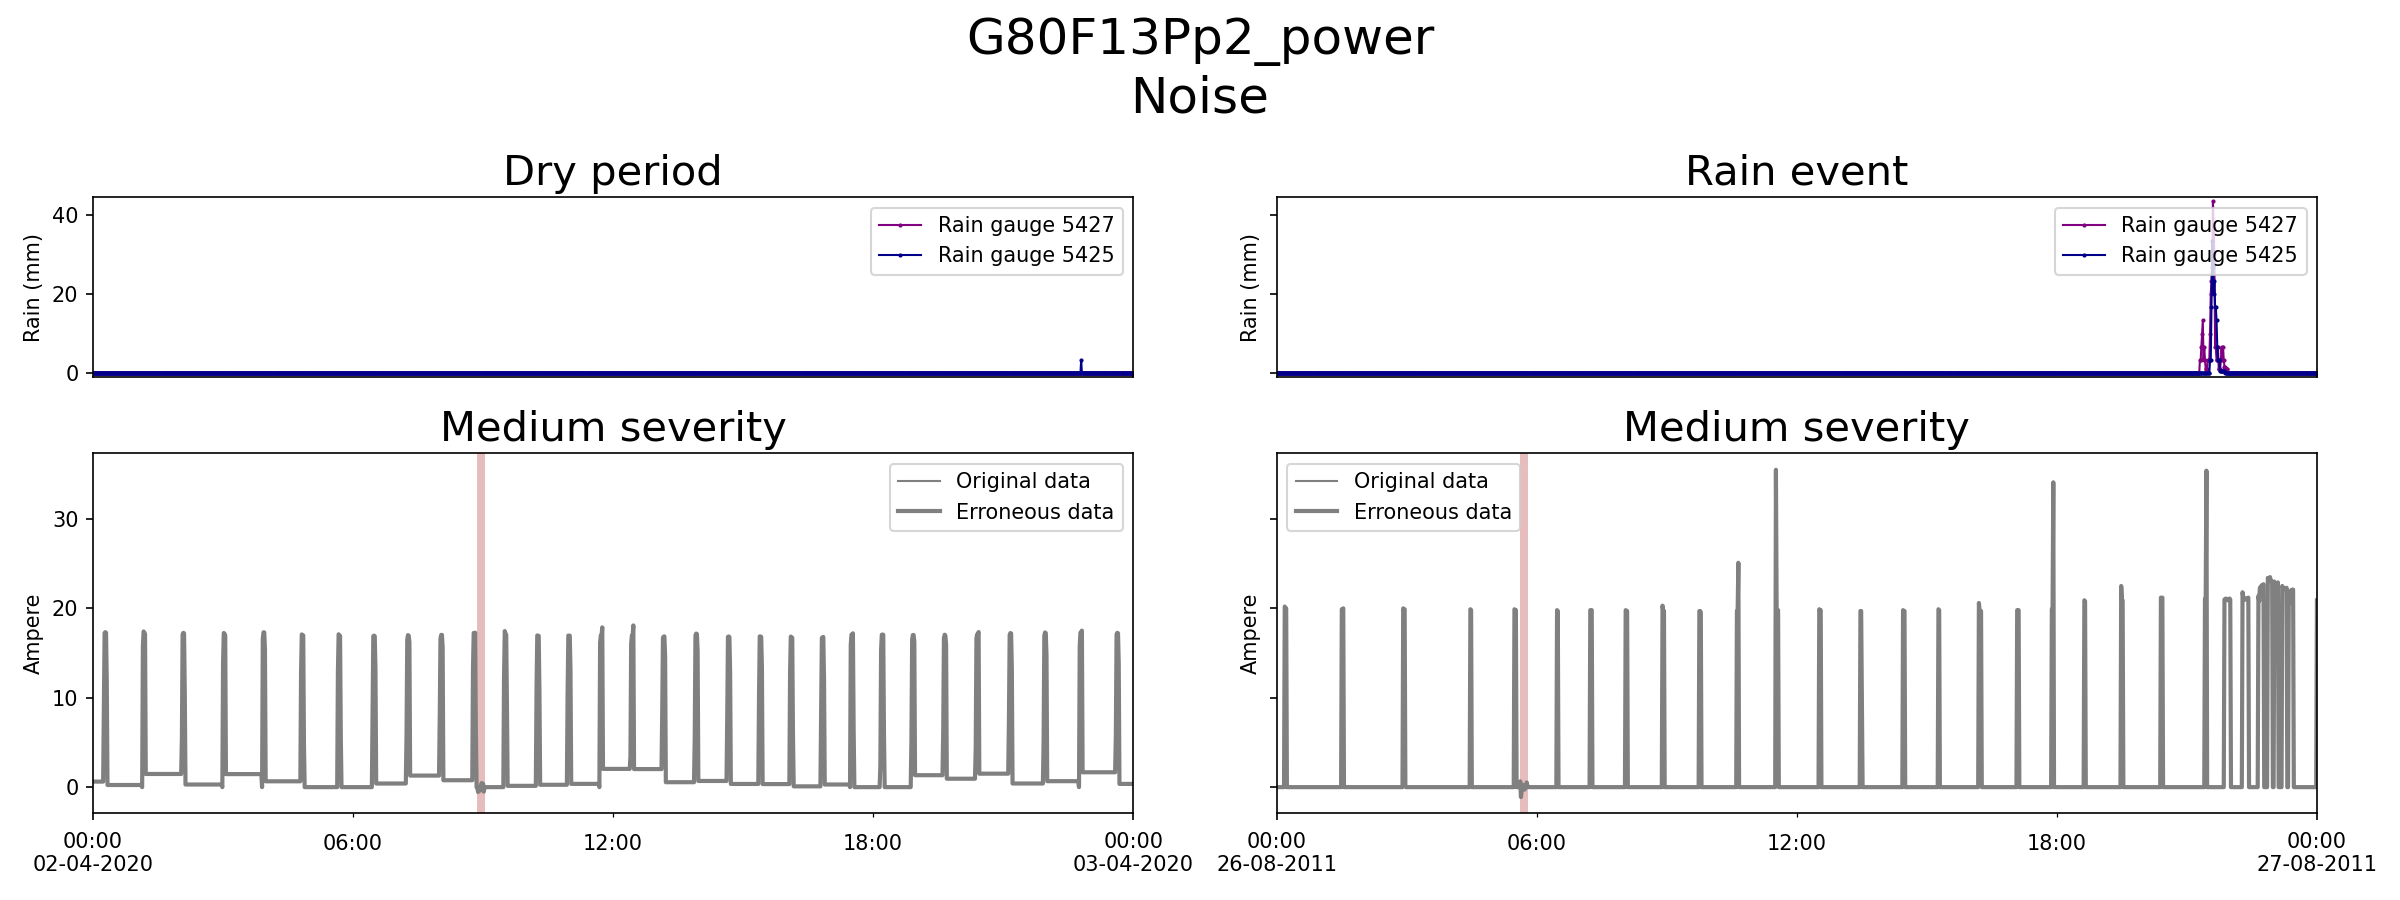 G80F13Pp2_power
Noise
Dry period
Rain event
40
20
0
Rain (mm)
Rain gauge 5427
Rain gauge 5425
Rain (mm)
Rain gauge 5427
Rain gauge 5425
Medium severity
Medium severity
30
20
10
0
Ampere
Original data
Erroneous data
Ampere
Original data
Erroneous data
00:00
02-04-2020
06:00
12:00
18:00
00:00
03-04-2020
00:00
26-08-2011
06:00
12:00
18:00
00:00
27-08-2011